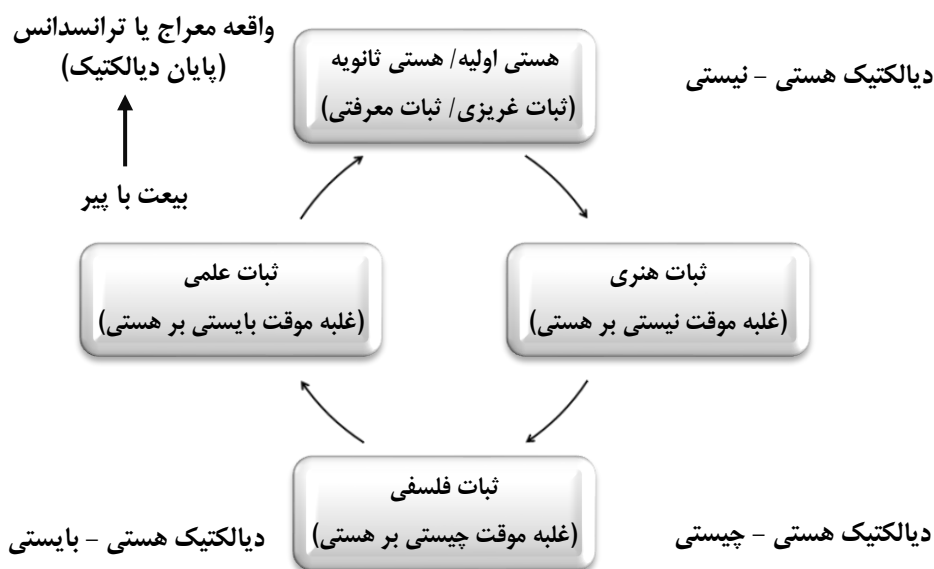 واقعه معراج یا ترانسدانس
(پایان دیالکتیک)
بیعت با پیر
هستی اولیه/ هستی ثانویه
(ثبات غریزی/ ثبات معرفتی)
دیالکتیک هستی – نیستی
ثبات علمی
(غلبه موقت بایستی بر هستی)
ثبات هنری
(غلبه موقت نیستی بر هستی)
ثبات فلسفی
(غلبه موقت چیستی بر هستی)
دیالکتیک هستی – چیستی
دیالکتیک هستی – بایستی